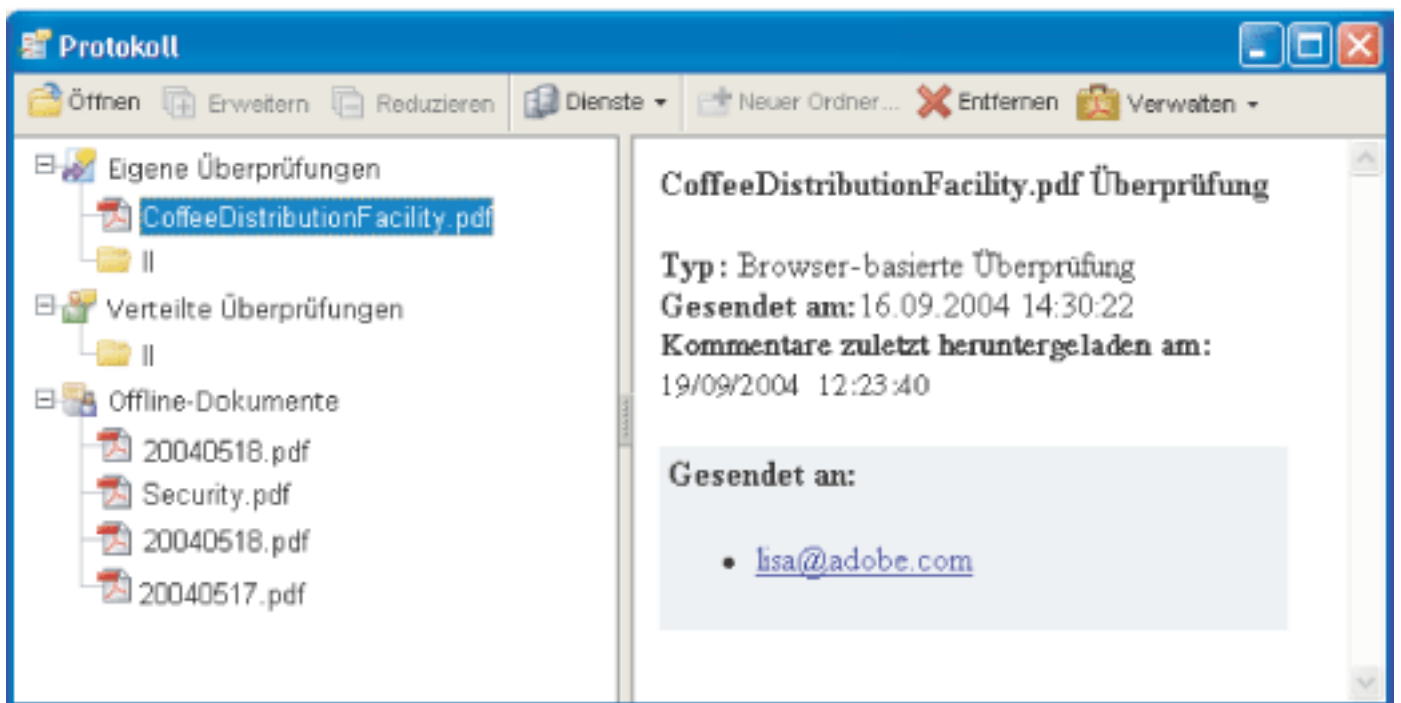 Protokoll
Öffnen Erweitern Reduzieren Dienste Neuer Ordner... Entfernen Verwalten
Eigene Überprüfungen
CoffeeDistributionFacility.pdf
ll
Verteilte Überprüfungen
ll
Offline-Dokumente
20040518.pdf
Security.pdf
20040518.pdf
20040517.pdf
CoffeeDistributionFacility.pdf Überprüfung
Typ: Browser-basierte Überprüfung
Gesendet am: 16.09.2004 14:30:22
Kommentare zuletzt heruntergeladen am:
19/09/2004 12:23:40
Gesendet an:
• lisa@adobe.com